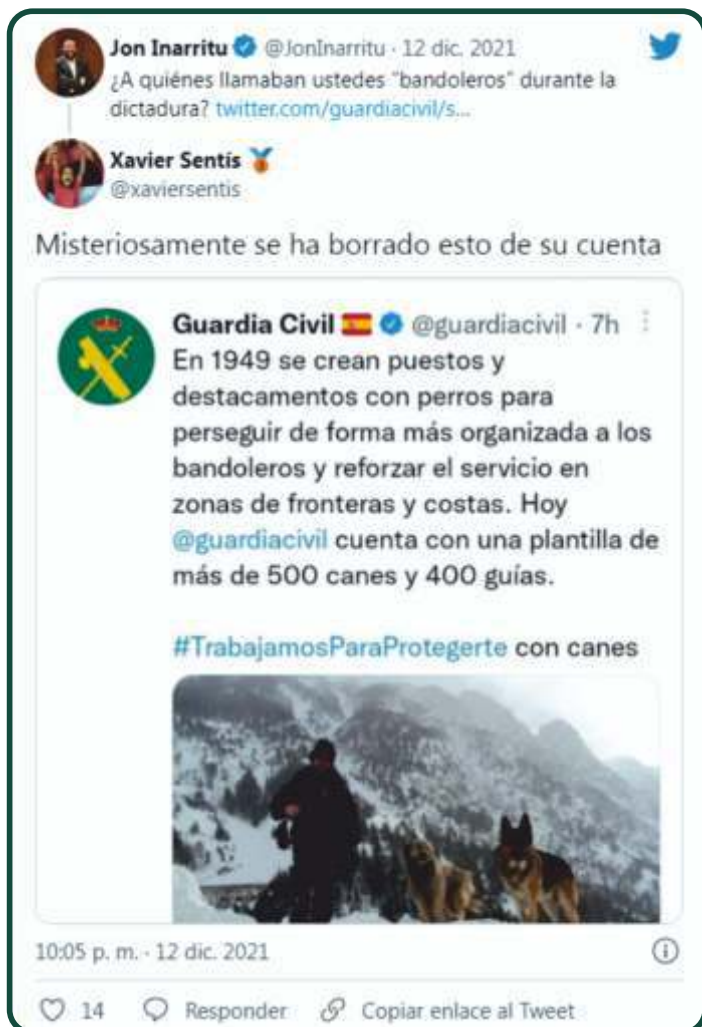 Jon Inarritu @JonInarritu · 12 dic. 2021
¿A quiénes llamaban ustedes "bandoleros" durante la
dictadura? twitter.com/guardiacivil/s...
Xavier Sentís
@xaviersentis
Misteriosamente se ha borrado esto de su cuenta
Guardia Civil @guardiacivil · 7h
En 1949 se crean puestos y
destacamentos con perros para
perseguir de forma más organizada a los
bandoleros y reforzar el servicio en
zonas de fronteras y costas. Hoy
@guardiacivil cuenta con una plantilla de
más de 500 canes y 400 guías.
#TrabajamosParaProtegerte con canes
10:05 p. m. · 12 dic. 2021
14 Responder Copiar enlace al Tweet